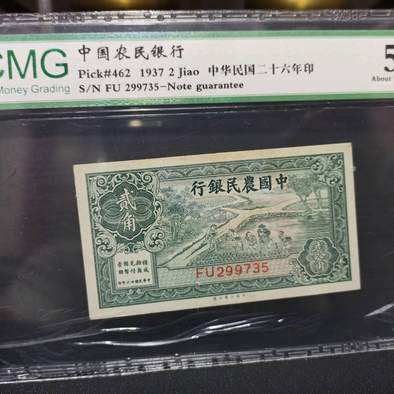 CMG
Money Grading
中国农民银行
Pick#462 1937 2 Jiao 中华民国二十六年印
S/N FU 299735-Note guarantee
5
About
行銀民農國中
貳角
FU299735